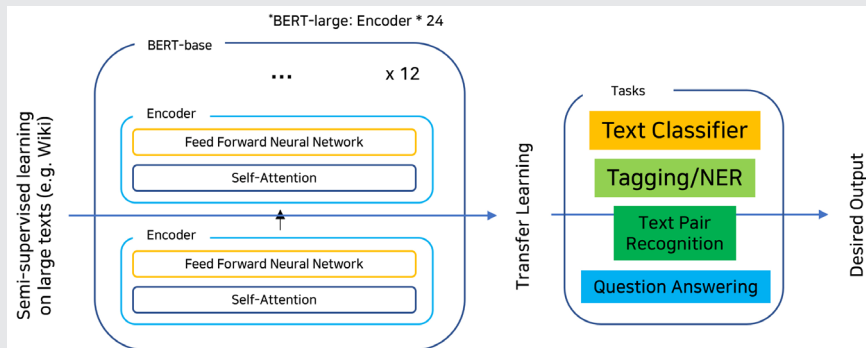 *BERT-large: Encoder * 24
BERT-base
... x 12
Encoder
Feed Forward Neural Network
Self-Attention
Encoder
Feed Forward Neural Network
Self-Attention
Semi-supervised learning
on large texts (e.g. Wiki)
Transfer Learning
Tasks
Text Classifier
Tagging/NER
Text Pair
Recognition
Question Answering
Desired Output